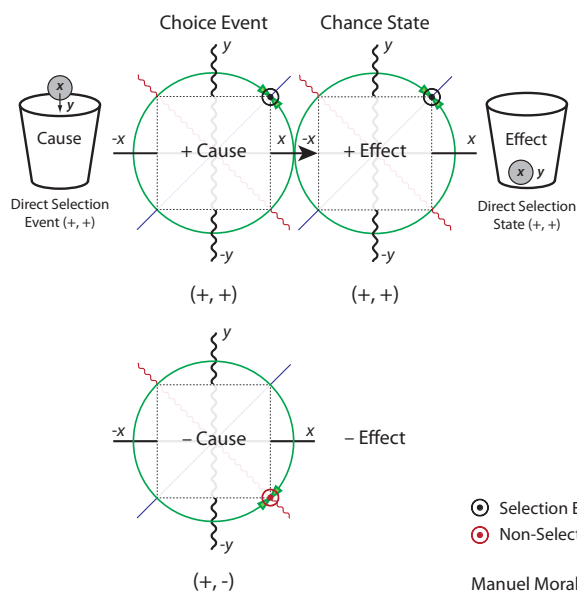 Choice Event
Chance State
y
y
x
y
Cause
-x
+ Cause
x
-x
+ Effect
x
Effect
x y
Direct Selection
Event (+, +)
Direct Selection
State (+, +)
-y
-y
(+, +)
(+, +)
y
-x
– Cause
x
– Effect
-y
(+, -)
Selection E
Non-Selec
Manuel Moral